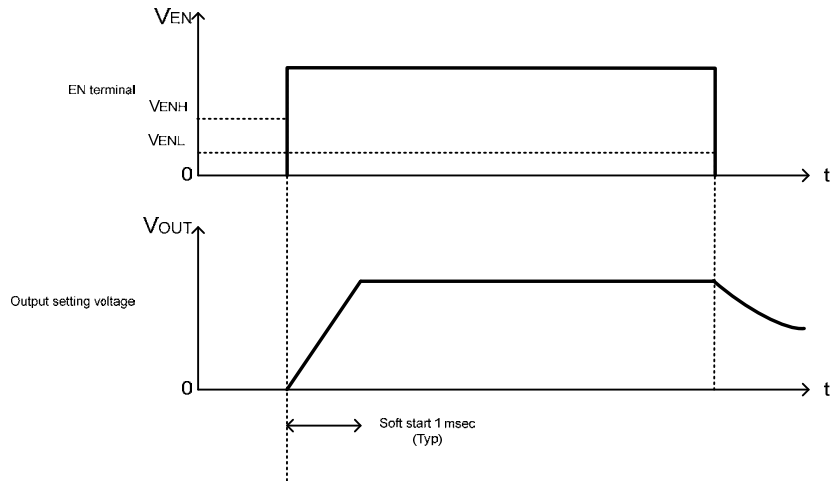 VEN
EN terminal
VENH
VENL
0
t
VOUT
Output setting voltage
0
t
Soft start 1 msec
(Typ)